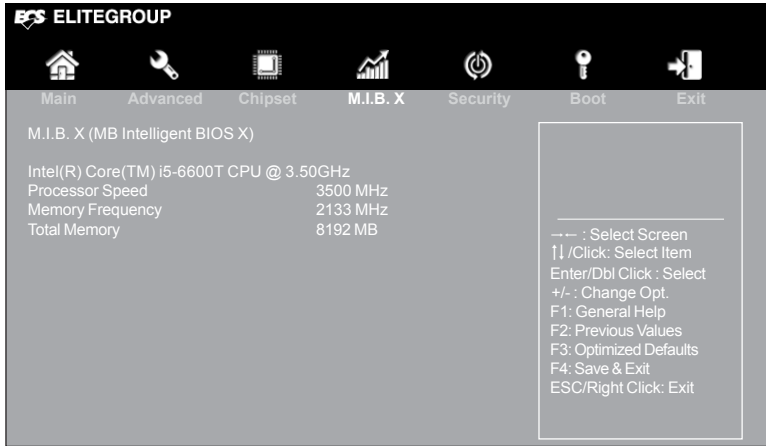 ECS ELITEGROUP
Main Advanced Chipset M.I.B. X Security Boot Exit
M.I.B. X (MB Intelligent BIOS X)
Intel(R) Core(TM) i5-6600T CPU @ 3.50GHz
Processor Speed 3500 MHz
Memory Frequency 2133 MHz
Total Memory 8192 MB
→← : Select Screen
↑↓ /Click: Select Item
Enter/Dbl Click : Select
+/- : Change Opt.
F1: General Help
F2: Previous Values
F3: Optimized Defaults
F4: Save & Exit
ESC/Right Click: Exit